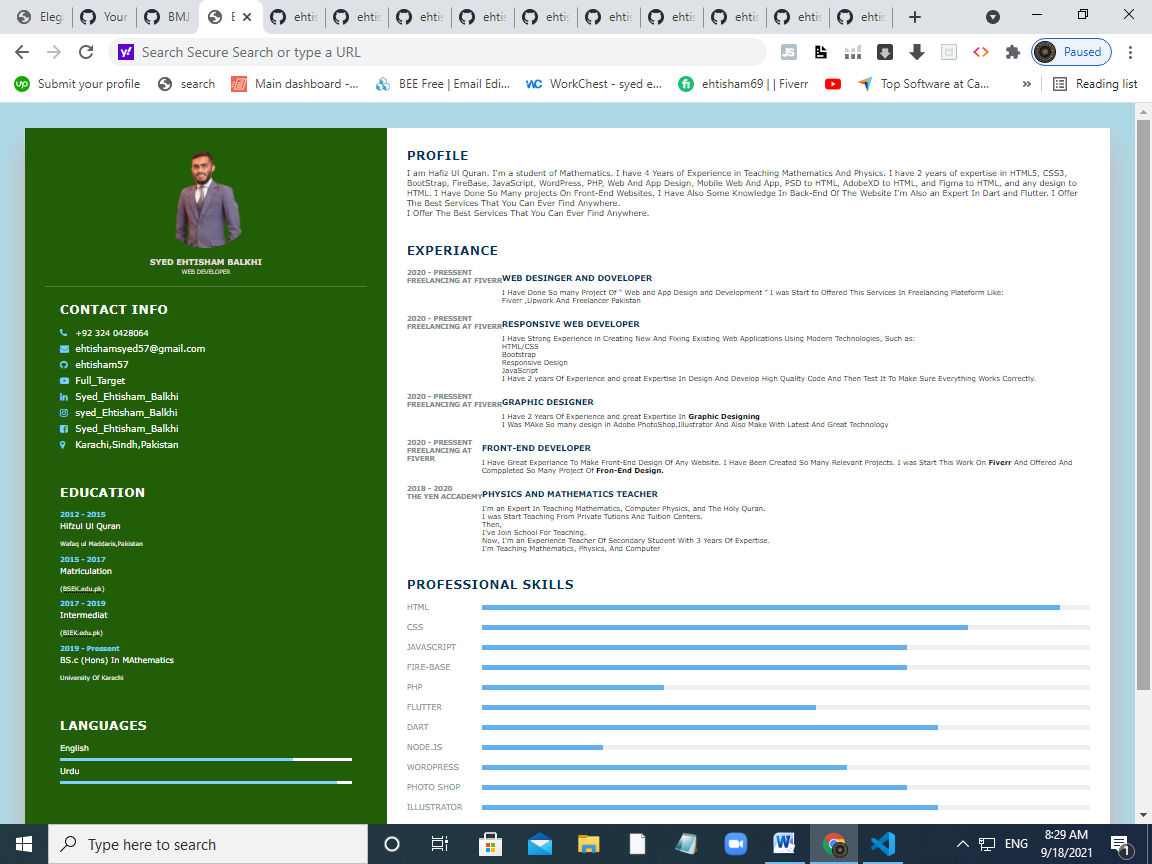 Eleg
Your
BMJ
E
ehtis
ehtis
ehtis
ehtis
ehtis
ehtis
ehtis
ehtis
ehtis
ehtis
Search Secure Search or type a URL
JS
Paused
Submit your profile
search
Main dashboard -...
BEE Free | Email Edi...
WorkChest - syed e...
ehtisham69 | | Fiverr
Top Software at Ca...
»
Reading list
SYED EHTISHAM BALKHI
WEB DEVELOPER
CONTACT INFO
+92 324 0428064
ehtishamsyed57@gmail.com
ehtisham57
Full_Target
Syed_Ehtisham_Balkhi
syed_Ehtisham_Balkhi
Syed_Ehtisham_Balkhi
Karachi,Sindh,Pakistan
EDUCATION
2012 - 2015
Hifzul Ul Quran
Wafaq ul Maddaris,Pakistan
2015 - 2017
Matriculation
(BSEK.edu.pk)
2017 - 2019
Intermediat
(BIEK.edu.pk)
2019 - Present
BS.c (Hons) In MAthematics
University Of Karachi
LANGUAGES
English
Urdu
PROFILE
I am Hafiz Ul Quran. I'm a student of Mathematics. I have 4 Years of Experience in Teaching Mathematics And Physics. I have 2 years of expertise in HTML5, CSS3,
BootStrap, FireBase, JavaScript, WordPress, PHP, Web And App Design, Mobile Web And App, PSD to HTML, AdobeXD to HTML, and Figma to HTML, and any design to
HTML. I Have Done So Many projects On Front-End Websites. I Have Also Some Knowledge In Back-End Of The Website I'm Also an Expert In Dart and Flutter. I Offer
The Best Services That You Can Ever Find Anywhere.
I Offer The Best Services That You Can Ever Find Anywhere.
EXPERIANCE
2020 - PRESSENT
FREELANCING AT FIVERR
WEB DESINGER AND DOVELOPER
I Have Done So many Project Of " Web and App Design and Development " I was Start to Offered This Services In Freelancing Plateform Like:
Fiverr ,Upwork And Freelancer Pakistan
2020 - PRESSENT
FREELANCING AT FIVERR
RESPONSIVE WEB DEVELOPER
I Have Strong Experience in Creating New And Fixing Existing Web Applications Using Modern Technologies, Such as:
HTML/CSS
Bootstrap
Responsive Design
JavaScript
I Have 2 years Of Experience and great Expertise In Design And Develop High Quality Code And Then Test It To Make Sure Everything Works Correctly.
2020 - PRESSENT
FREELANCING AT FIVERR
GRAPHIC DESIGNER
I Have 2 Years Of Experience and great Expertise In Graphic Designing
I Was MAke So many design in Adobe PhotoShop,Illustrator And Also Make With Latest And Great Technology
2020 - PRESSENT
FREELANCING AT
FIVERR
FRONT-END DEVELOPER
I Have Great Experiance To Make Front-End Design Of Any Website. I Have Been Created So Many Relevant Projects. I was Start This Work On Fiverr And Offered And
Comppleted So Many Project Of Fron-End Design.
2018 - 2020
THE YEN ACCADEMY
PHYSICS AND MATHEMATICS TEACHER
I'm an Expert In Teaching Mathematics, Computer Physics, and The Holy Quran.
I was Start Teaching From Private Tutions And Tuition Centers.
Then,
I've Join School For Teaching.
Now, I'm an Experience Teacher Of Secondary Student With 3 Years Of Expertise.
I'm Teaching Mathematics, Physics, And Computer
PROFESSIONAL SKILLS
HTML
CSS
JAVASCRIPT
FIRE-BASE
PHP
FLUTTER
DART
NODE.JS
WORDPRESS
PHOTO SHOP
ILLUSTRATOR
Type here to search
ENG
8:29 AM
9/18/2021
1